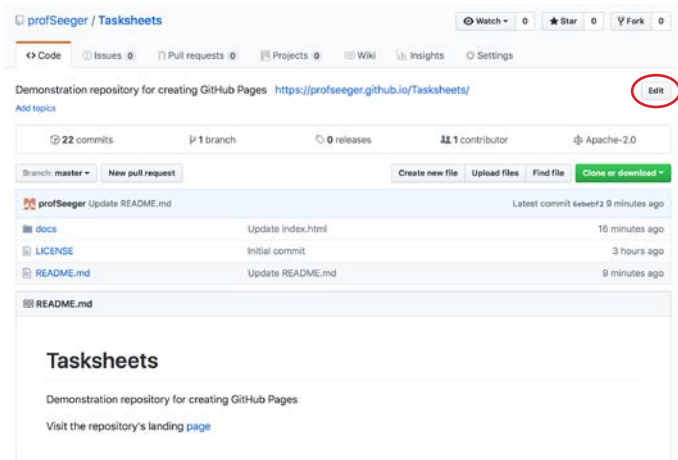 profSeeger / Tasksheets Watch 0 Star 0 Fork 0
Code Issues 0 Pull requests 0 Projects 0 Wiki Insights Settings
Demonstration repository for creating GitHub Pages https://profseeger.github.io/Tasksheets/ Edit
Add topics
22 commits 1 branch 0 releases 1 contributor Apache-2.0
Branch: master New pull request Create new file Upload files Find file Clone or download
profSeeger Update README.md Latest commit 9 minutes ago
docs Update index.html 16 minutes ago
LICENSE Initial commit 3 hours ago
README.md Update README.md 9 minutes ago
README.md
Tasksheets
Demonstration repository for creating GitHub Pages
Visit the repository's landing page